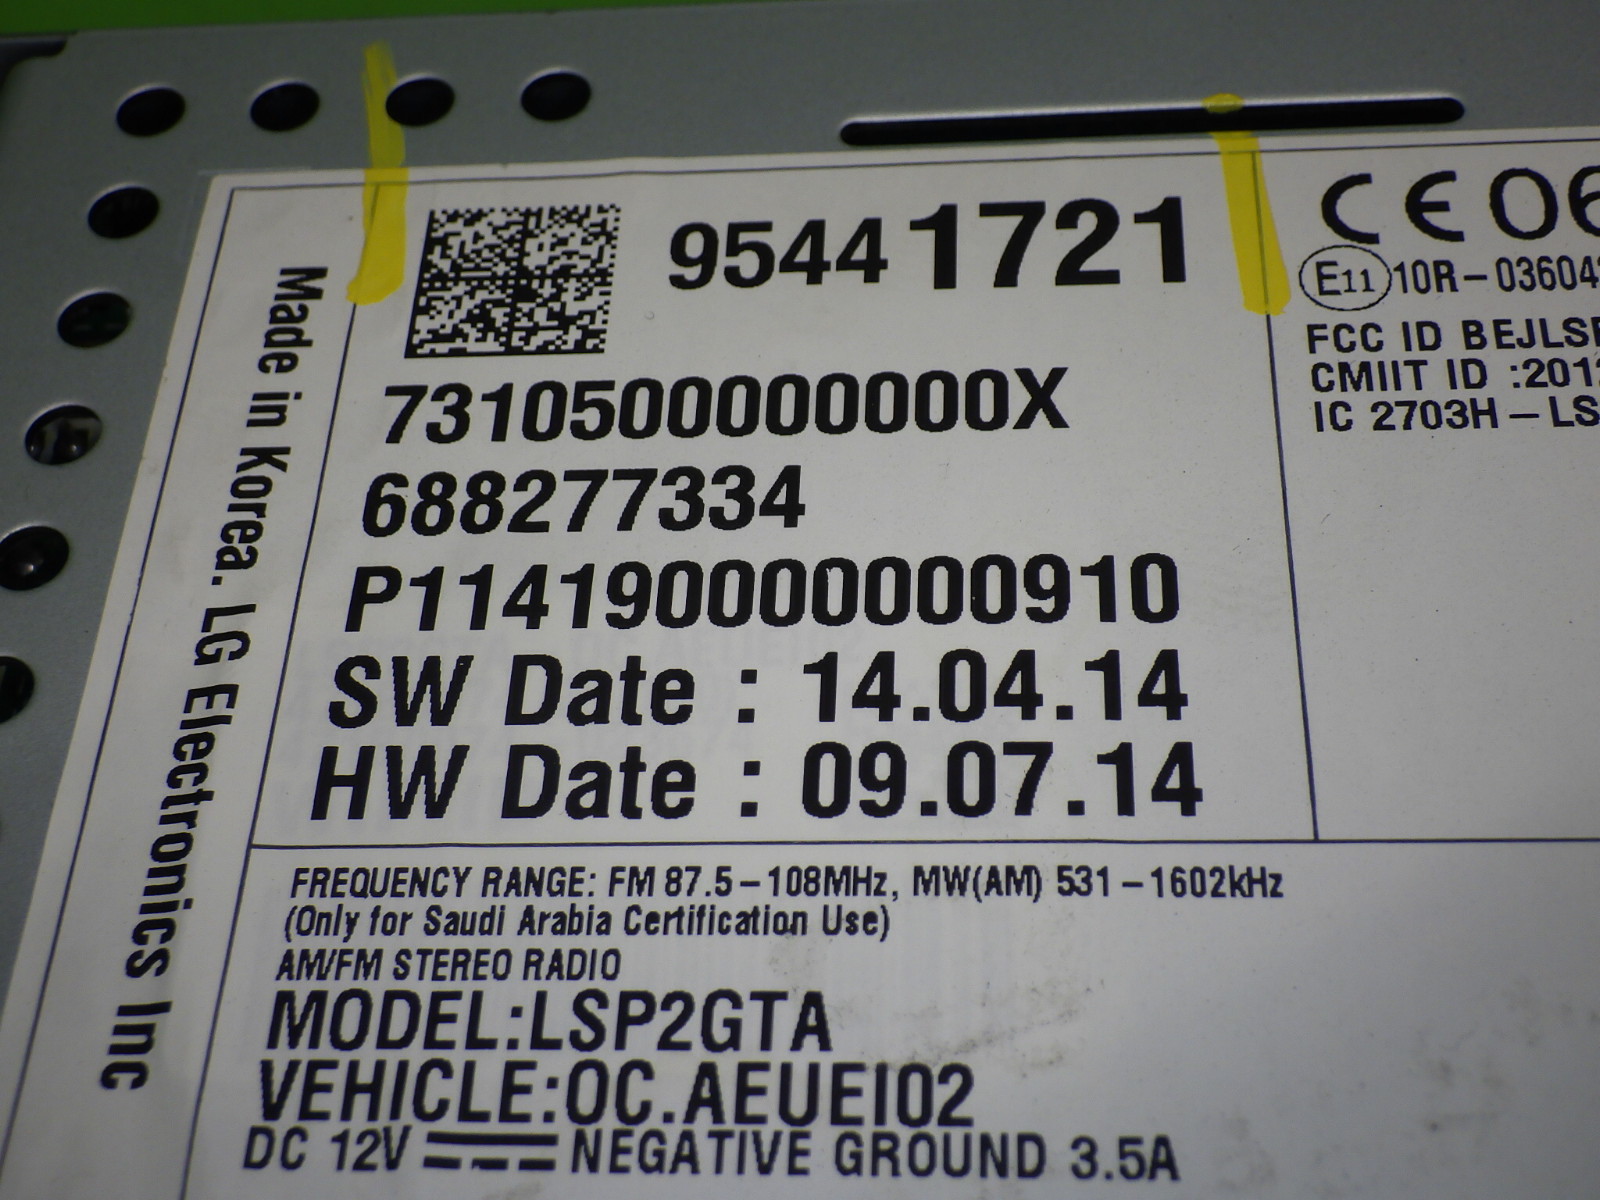 95441721
7310500000000X
688277334
P114190000000910
SW Date : 14.04.14
HW Date : 09.07.14
Made in Korea. LG Electronics Inc
CE 06
E11 10R-03604
FCC ID BEJLSP
CMIIT ID :201
IC 2703H-LS
FREQUENCY RANGE: FM 87.5-108MHz, MW(AM) 531-1602kHz
(Only for Saudi Arabia Certification Use)
AM/FM STEREO RADIO
MODEL:LSP2GTA
VEHICLE:OC.AEUEI02
DC 12V NEGATIVE GROUND 3.5A